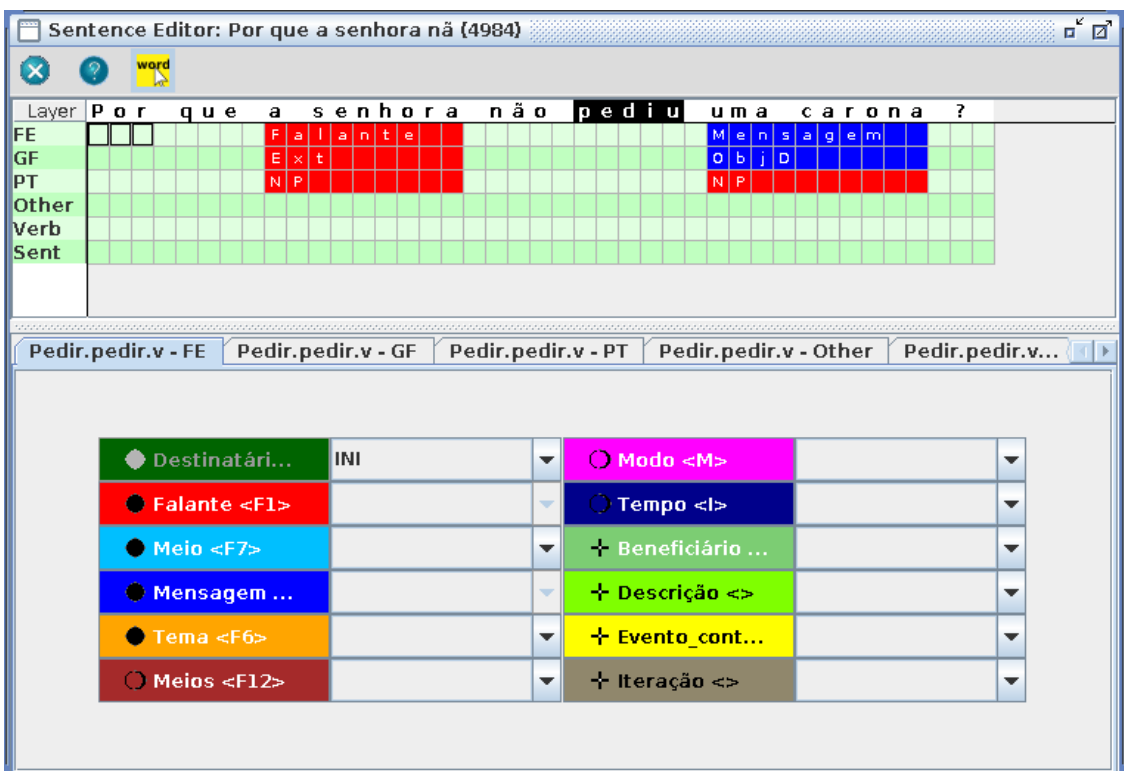 Sentence Editor: Por que a senhora nã (4984)
word
Layer Por que a senhora não pediu uma carona ?
FE Falante Mensagem
GF Ext ObjD
PT NP NP
Other
Verb
Sent
Pedir.pedir.v - FE Pedir.pedir.v - GF Pedir.pedir.v - PT Pedir.pedir.v - Other Pedir.pedir.v...
Destinatári... INI Modo <M>
Falante <F1> Tempo <I>
Meio <F7> Beneficiário ...
Mensagem ... Descrição <>
Tema <F6> Evento_cont...
Meios <F12> Iteração <>